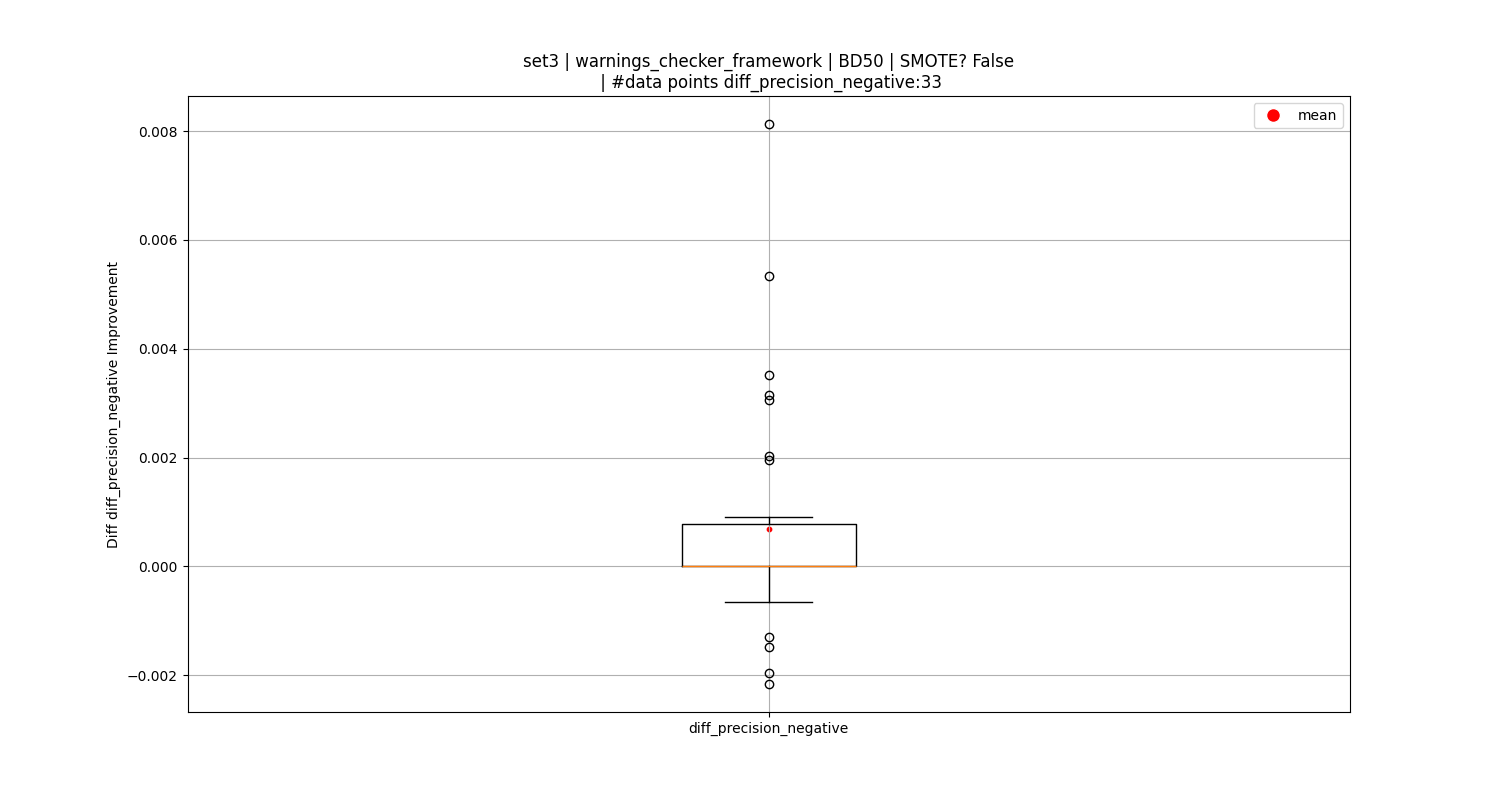 set3 | warnings_checker_framework | BD50 | SMOTE? False
| #data points diff_precision_negative:33
mean
0.008
0.006
0.004
0.002
0.000
−0.002
Diff diff_precision_negative Improvement
diff_precision_negative